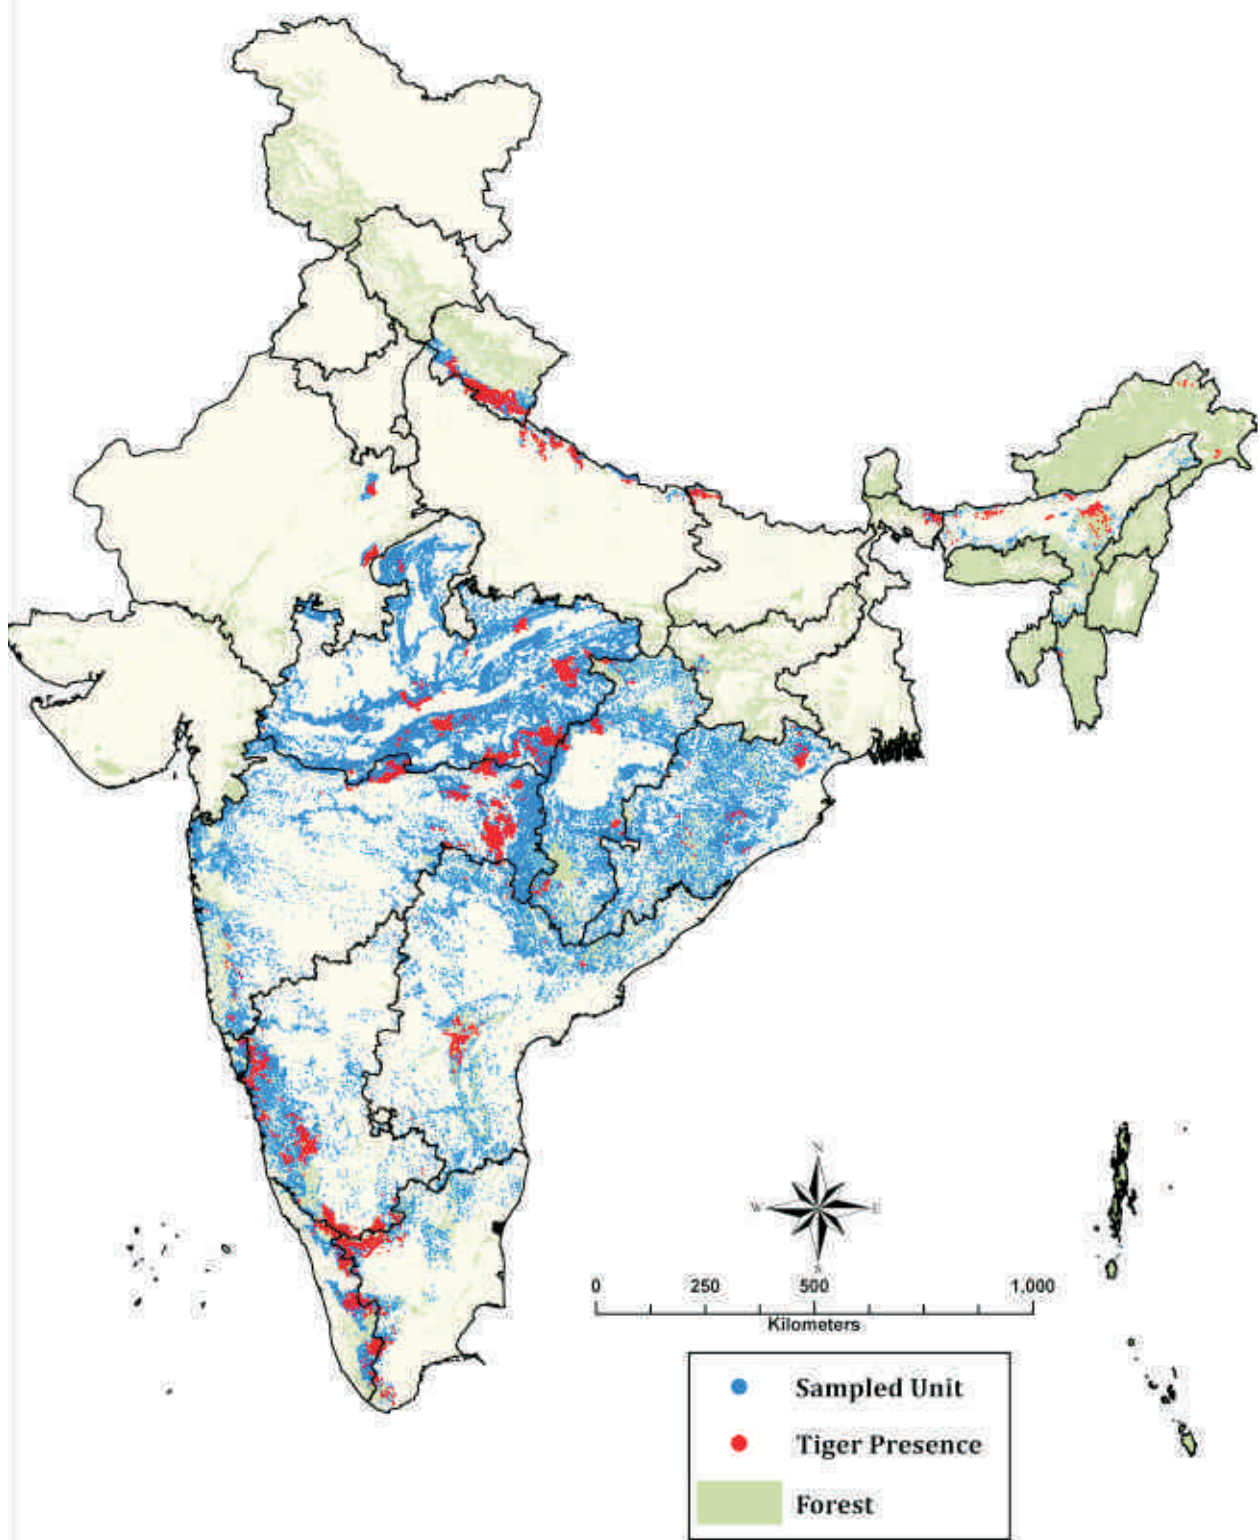 N
W E
S
0 250 500 1,000
Kilometers
Sampled Unit
Tiger Presence
Forest